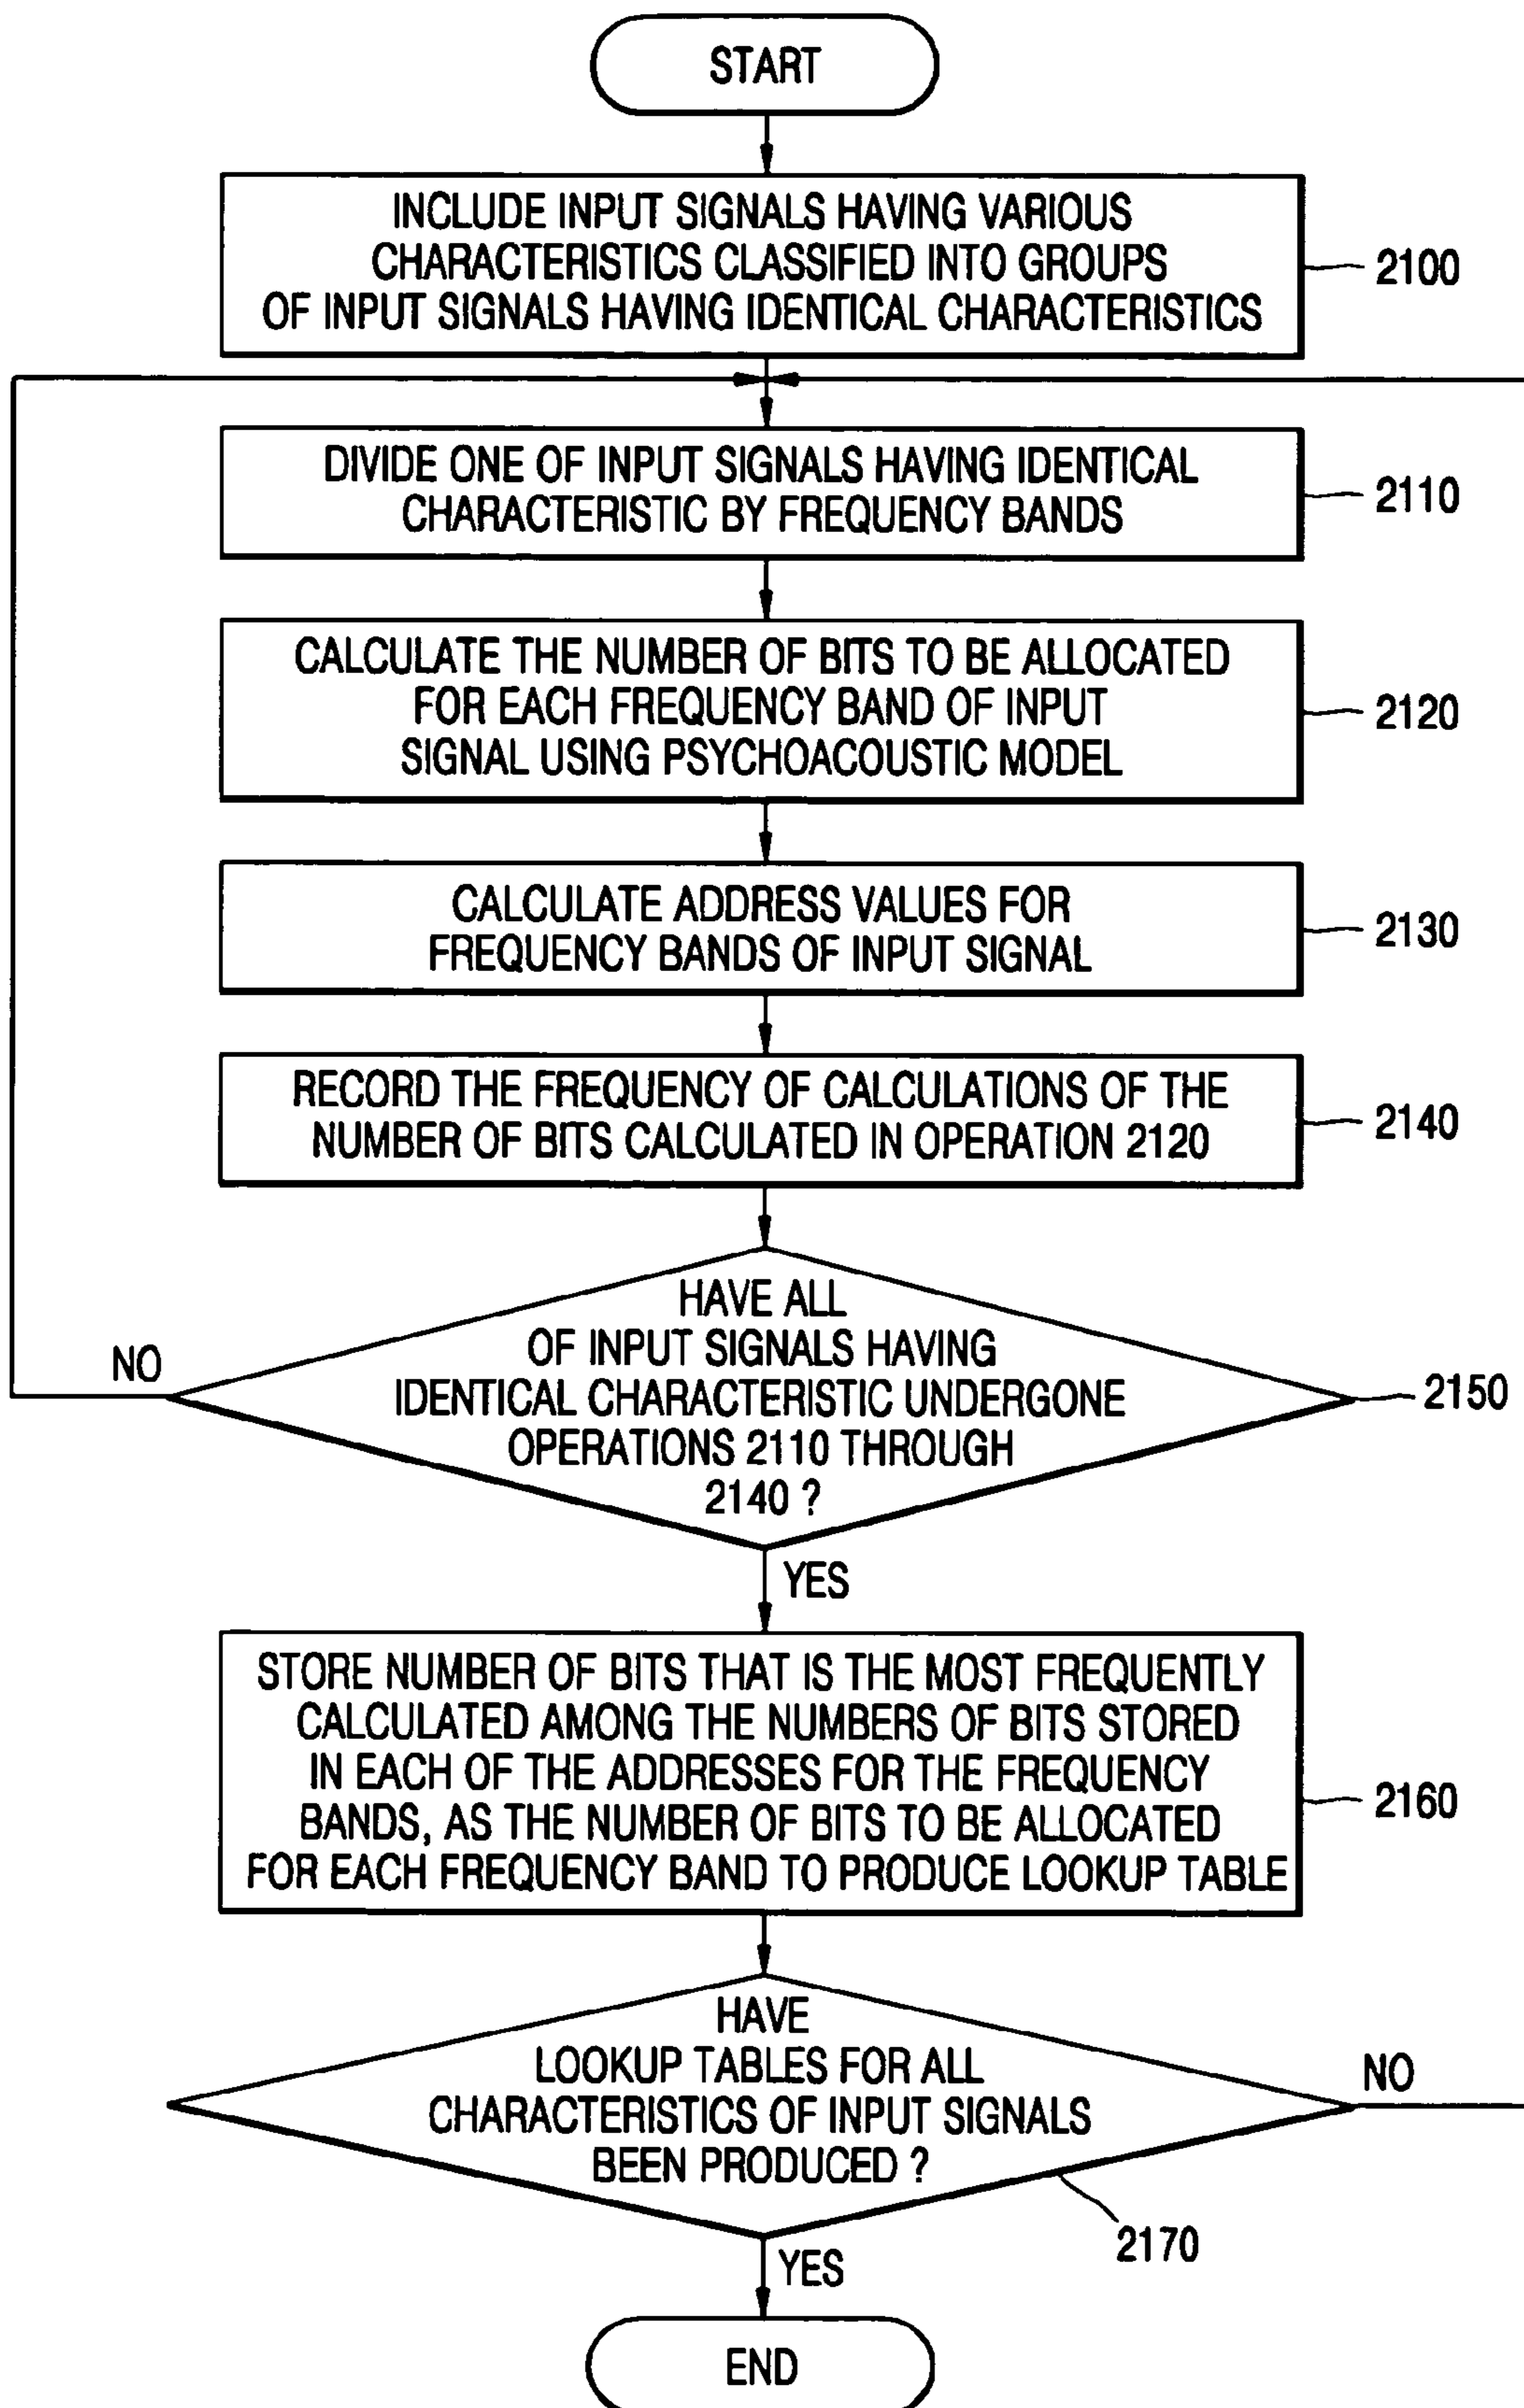 START
INCLUDE INPUT SIGNALS HAVING VARIOUS
CHARACTERISTICS CLASSIFIED INTO GROUPS
OF INPUT SIGNALS HAVING IDENTICAL CHARACTERISTICS
2100
DIVIDE ONE OF INPUT SIGNALS HAVING IDENTICAL
CHARACTERISTIC BY FREQUENCY BANDS
2110
CALCULATE THE NUMBER OF BITS TO BE ALLOCATED
FOR EACH FREQUENCY BAND OF INPUT
SIGNAL USING PSYCHOACOUSTIC MODEL
2120
CALCULATE ADDRESS VALUES FOR
FREQUENCY BANDS OF INPUT SIGNAL
2130
RECORD THE FREQUENCY OF CALCULATIONS OF THE
NUMBER OF BITS CALCULATED IN OPERATION 2120
2140
HAVE ALL
OF INPUT SIGNALS HAVING
IDENTICAL CHARACTERISTIC UNDERGONE
OPERATIONS 2110 THROUGH
2140 ?
NO
2150
YES
STORE NUMBER OF BITS THAT IS THE MOST FREQUENTLY
CALCULATED AMONG THE NUMBERS OF BITS STORED
IN EACH OF THE ADDRESSES FOR THE FREQUENCY
BANDS, AS THE NUMBER OF BITS TO BE ALLOCATED
FOR EACH FREQUENCY BAND TO PRODUCE LOOKUP TABLE
2160
HAVE
LOOKUP TABLES FOR ALL
CHARACTERISTICS OF INPUT SIGNALS
BEEN PRODUCED ?
NO
2170
YES
END